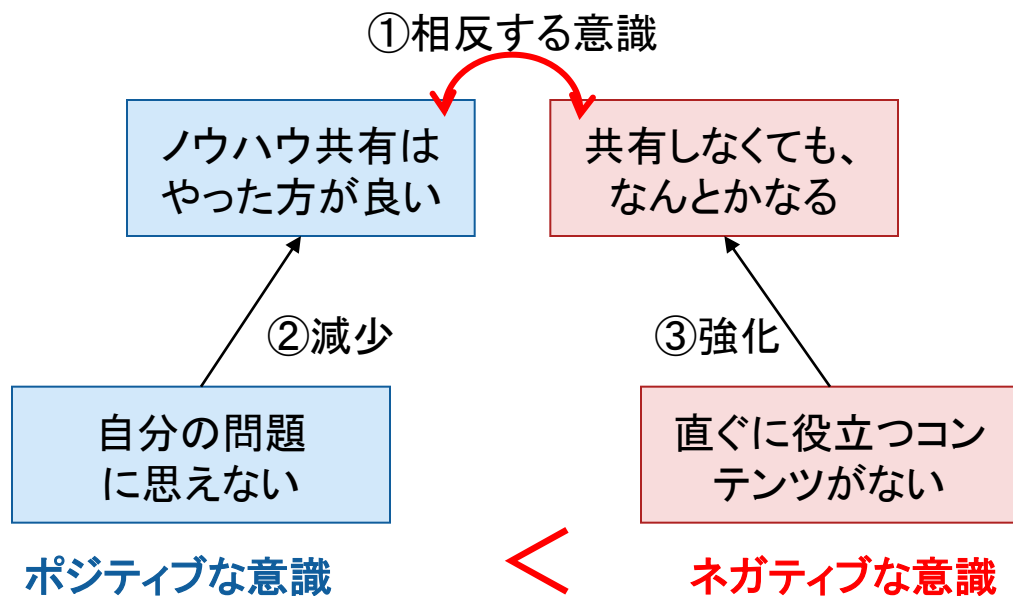 ①相反する意識
ノウハウ共有は
やった方が良い
共有しなくても、
なんとかなる
②減少
③強化
自分の問題
に思えない
直ぐに役立つコン
テンツがない
ポジティブな意識
＜
ネガティブな意識